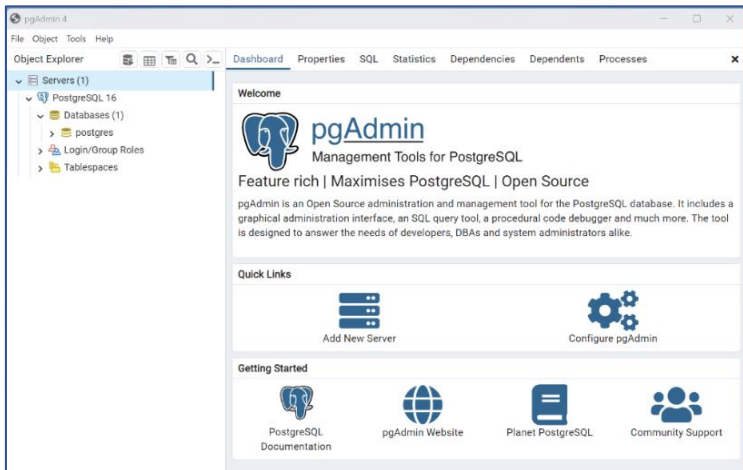 pgAdmin 4
File Object Tools Help
Object Explorer
Servers (1)
PostgreSQL 16
Databases (1)
postgres
Login/Group Roles
Tablespaces
Dashboard Properties SQL Statistics Dependencies Dependents Processes
Welcome
pgAdmin
Management Tools for PostgreSQL
Feature rich | Maximises PostgreSQL | Open Source
pgAdmin is an Open Source administration and management tool for the PostgreSQL database. It includes a
graphical administration interface, an SQL query tool, a procedural code debugger and much more. The tool
is designed to answer the needs of developers, DBAs and system administrators alike.
Quick Links
Add New Server
Configure pgAdmin
Getting Started
PostgreSQL
Documentation
pgAdmin Website
Planet PostgreSQL
Community Support